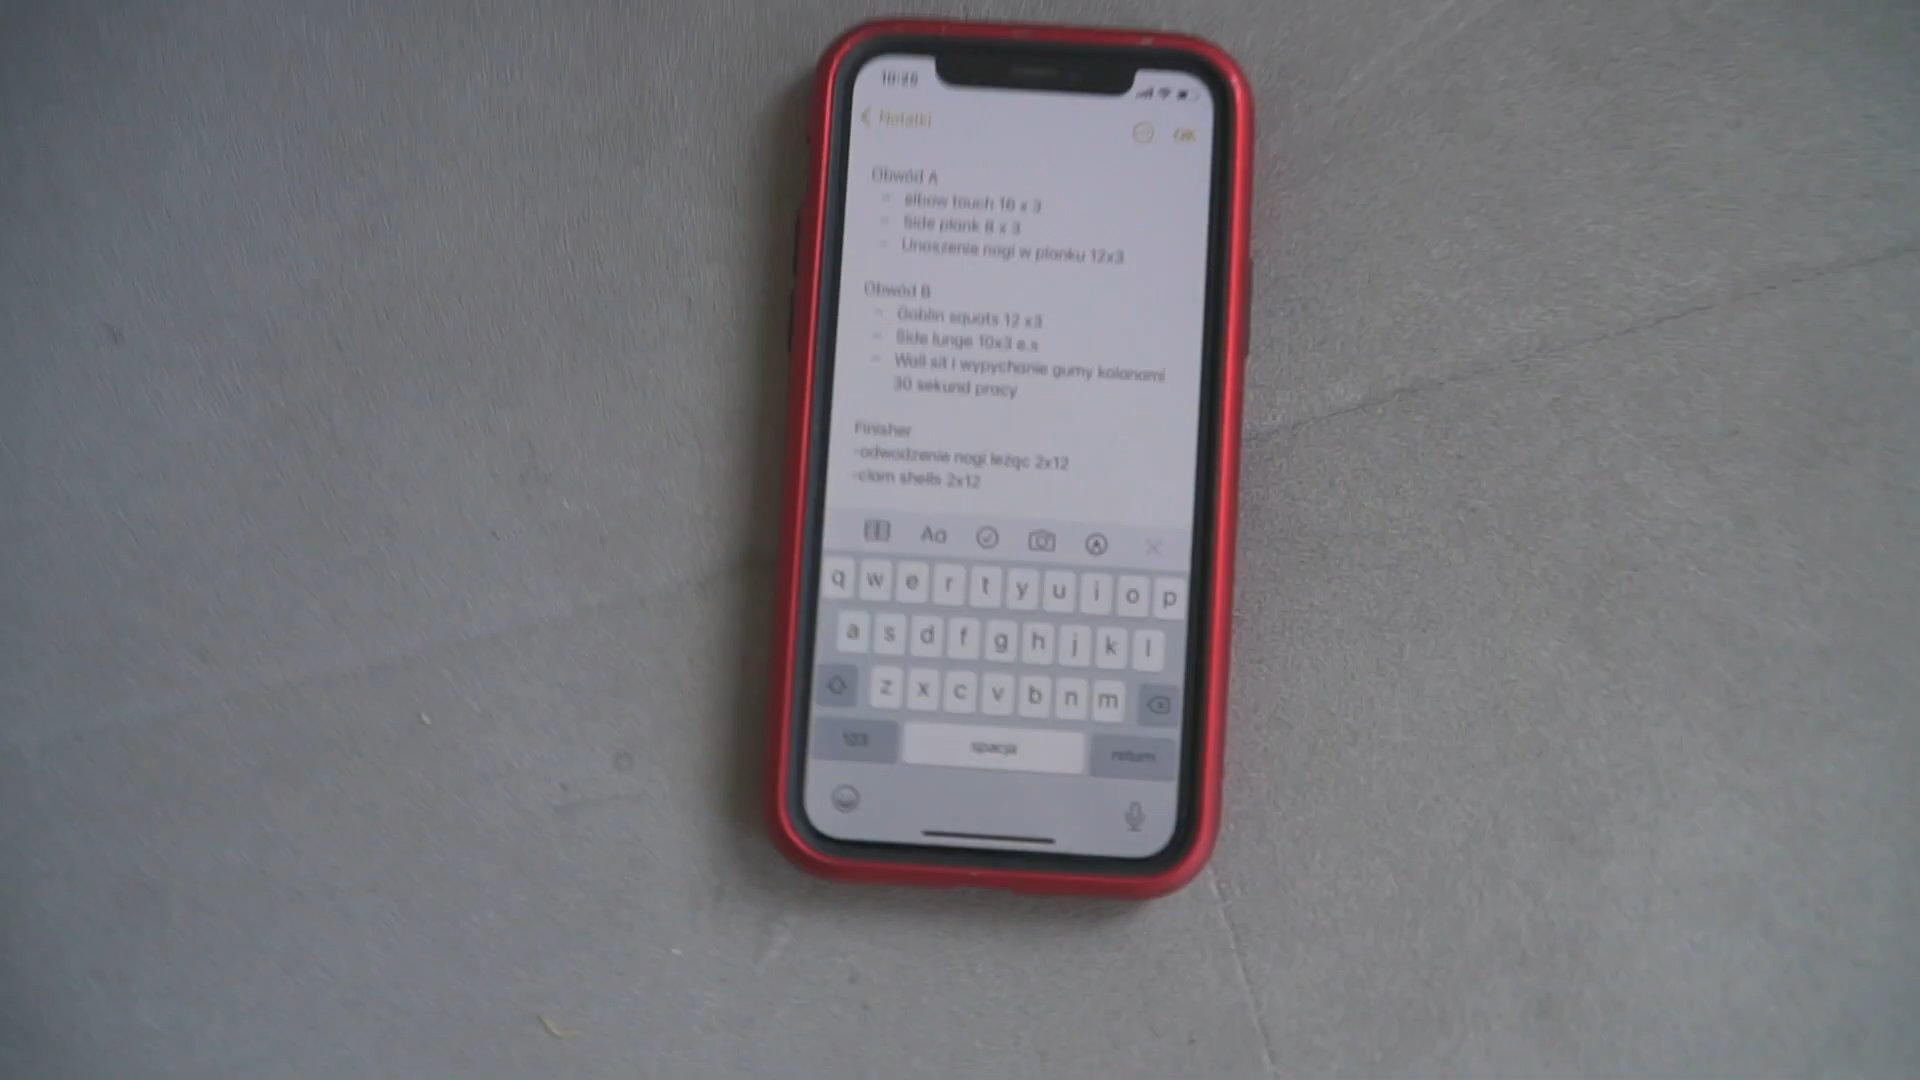 Notatki
OK
Obwód A
- elbow touch 16 x 3
- Side plank 8 x 3
- Unoszenie nogi w planku 12x3
Obwód B
- Goblin squats 12 x3
- Side lunge 10x3 e.s
- Wall sit i wypychanie gumy kolanami
30 sekund pracy
Finisher
-odwodzenie nogi leżąc 2x12
-clam shells 2x12
Aa
q w e r t y u i o p
a s d f g h j k l
z x c v b n m
123 spacja return